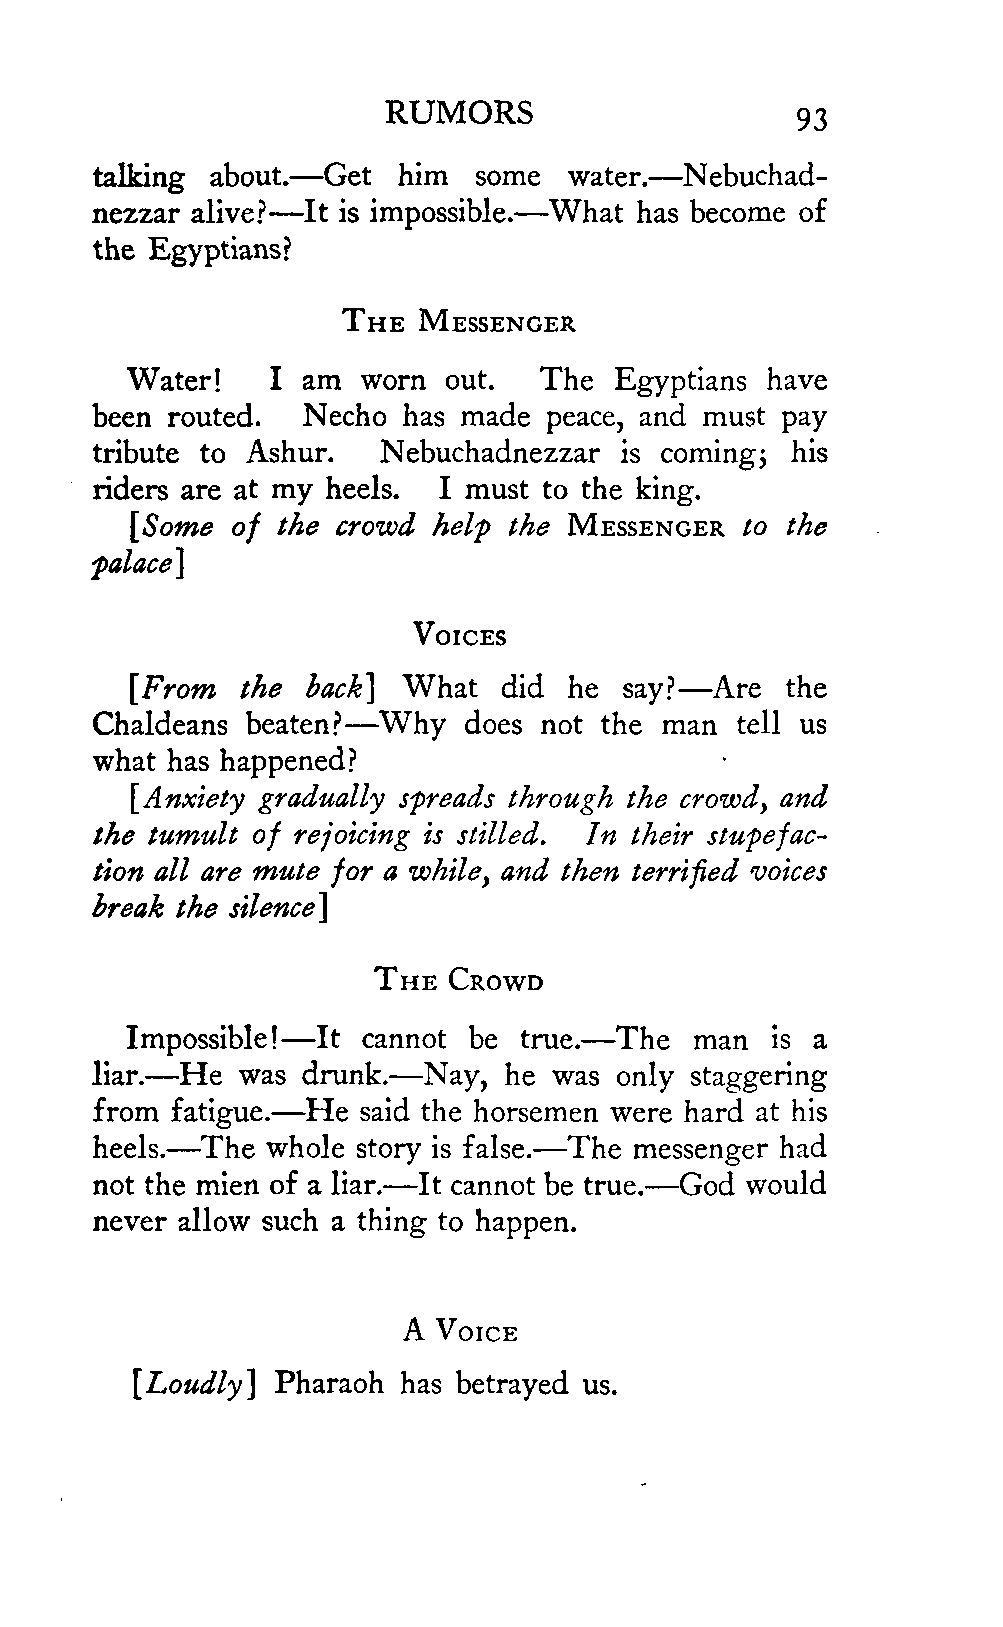 RUMORS 93
talking about.—Get him some water.—Nebuchad-
nezzar alive?—It is impossible.—What has become of
the Egyptians?
THE MESSENGER
Water! I am worn out. The Egyptians have
been routed. Necho has made peace, and must pay
tribute to Ashur. Nebuchadnezzar is coming; his
riders are at my heels. I must to the king.
[Some of the crowd help the MESSENGER to the
palace]
VOICES
[From the back] What did he say?—Are the
Chaldeans beaten?—Why does not the man tell us
what has happened?
[Anxiety gradually spreads through the crowd, and
the tumult of rejoicing is stilled. In their stupefac-
tion all are mute for a while, and then terrified voices
break the silence]
THE CROWD
Impossible!—It cannot be true.—The man is a
liar.—He was drunk.—Nay, he was only staggering
from fatigue.—He said the horsemen were hard at his
heels.—The whole story is false.—The messenger had
not the mien of a liar.—It cannot be true.—God would
never allow such a thing to happen.
A VOICE
[Loudly] Pharaoh has betrayed us.